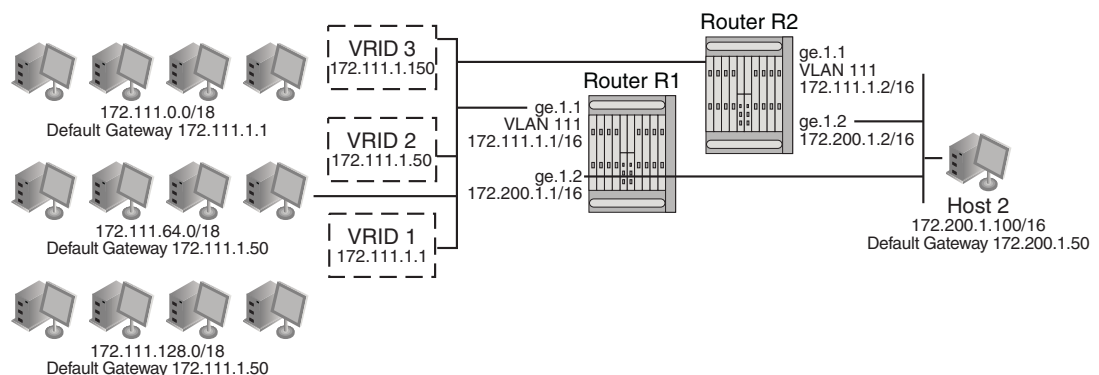 VRID 3
172.111.1.150
Router R2
ge.1.1
VLAN 111
172.111.1.2/16
ge.1.2
172.200.1.2/16
Router R1
ge.1.1
VLAN 111
172.111.1.1/16
ge.1.2
172.200.1.1/16
172.111.0.0/18
Default Gateway 172.111.1.1
VRID 2
172.111.1.50
172.111.64.0/18
Default Gateway 172.111.1.50
VRID 1
172.111.1.1
Host 2
172.200.1.100/16
Default Gateway 172.200.1.50
172.111.128.0/18
Default Gateway 172.111.1.50